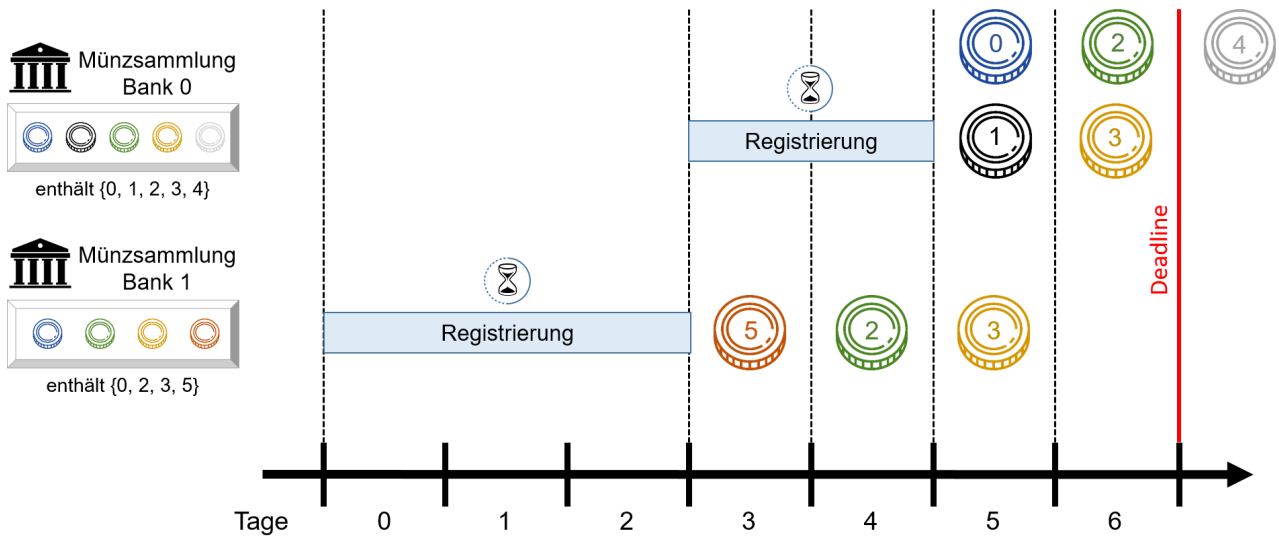 Münzsammlung
Bank 0
enthält {0, 1, 2, 3, 4}
Registrierung
0
2
4
1
3
Münzsammlung
Bank 1
enthält {0, 2, 3, 5}
Registrierung
5
2
3
Deadline
Tage 0 1 2 3 4 5 6